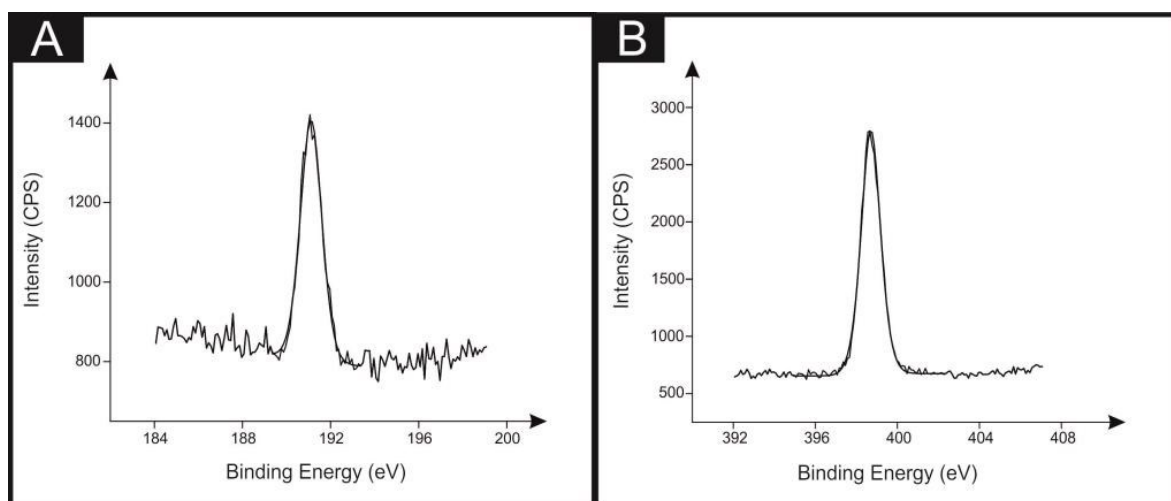 A
Intensity (CPS)
1400
1200
1000
800
184 188 192 196 200
Binding Energy (eV)
B
Intensity (CPS)
3000
2500
2000
1500
1000
500
392 396 400 404 408
Binding Energy (eV)